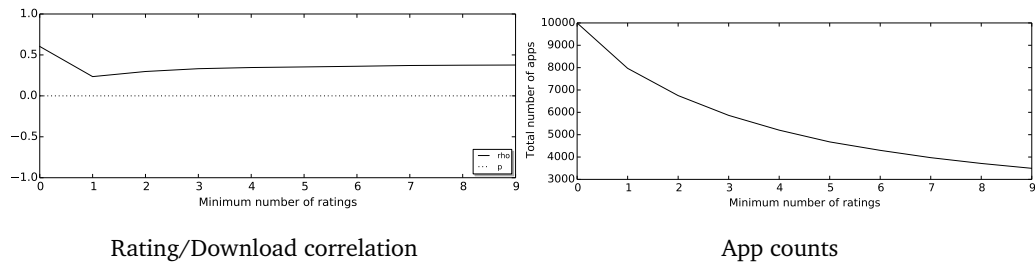 1.0
0.5
0.0
−0.5
−1.0
rho
p
0 1 2 3 4 5 6 7 8 9
Minimum number of ratings
Rating/Download correlation
Total number of apps
10000
9000
8000
7000
6000
5000
4000
3000
0 1 2 3 4 5 6 7 8 9
Minimum number of ratings
App counts